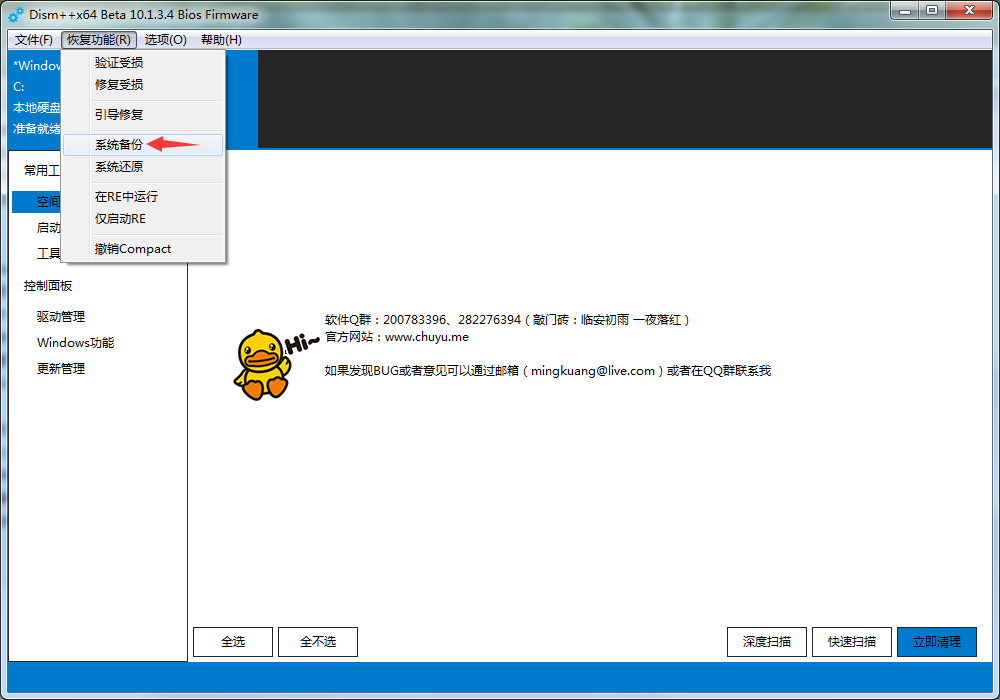 Dism++x64 Beta 10.1.3.4 Bios Firmware
文件(F) 恢复功能(R) 选项(O) 帮助(H)
*Window
C:
本地硬盘
准备就绪
验证受损
修复受损
引导修复
系统备份
系统还原
在RE中运行
仅启动RE
撤销Compact
常用工
空间
启动
工具
控制面板
驱动管理
Windows功能
更新管理
Hi~
软件Q群：200783396、282276394（敲门砖：临安初雨 一夜落红）
官方网站：www.chuyu.me
如果发现BUG或者意见可以通过邮箱（mingkuang@live.com）或者在QQ群联系我
全选 全不选 深度扫描 快速扫描 立即清理